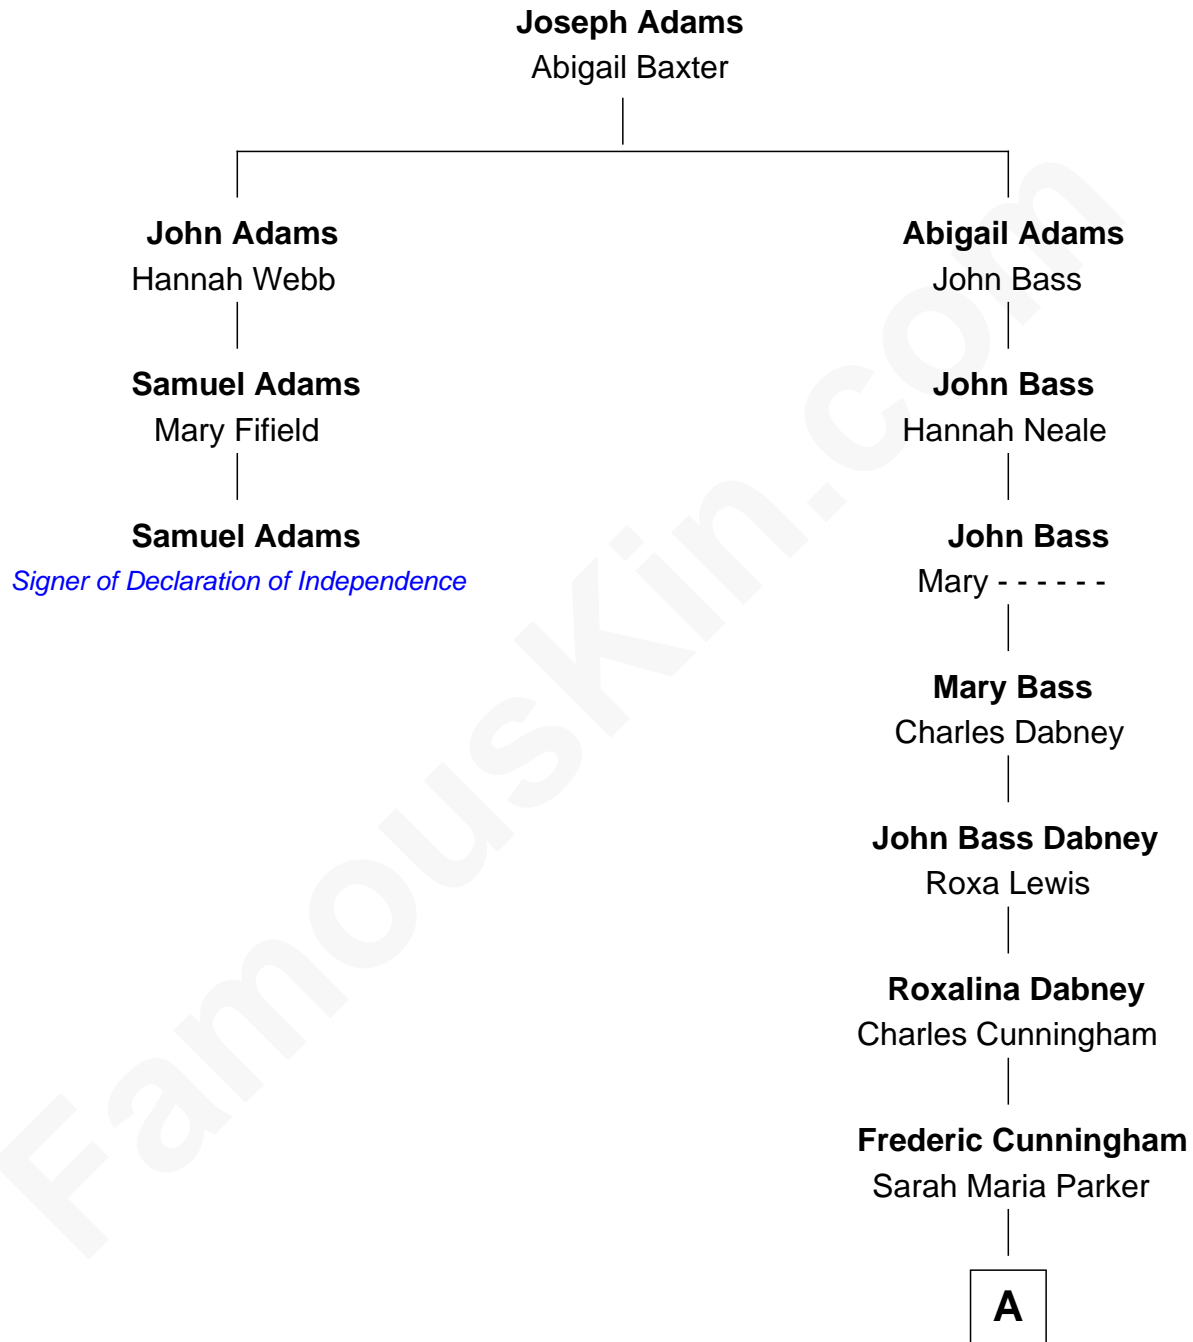 Joseph Adams
Abigail Baxter
John Adams
Hannah Webb
Abigail Adams
John Bass
Samuel Adams
Mary Fifield
John Bass
Hannah Neale
Samuel Adams
Signer of Declaration of Independence
John Bass
Mary - - - - - -
Mary Bass
Charles Dabney
John Bass Dabney
Roxa Lewis
Roxalina Dabney
Charles Cunningham
Frederic Cunningham
Sarah Maria Parker
A
FamousKin.com